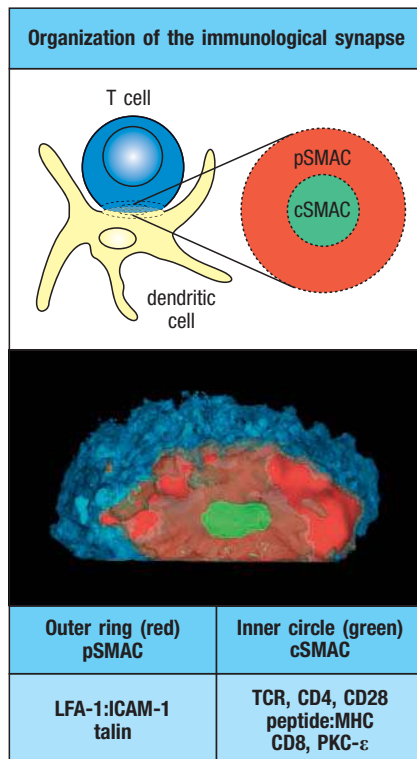 Organization of the immunological synapse
T cell
pSMAC
cSMAC
dendritic
cell
Outer ring (red)
pSMAC
Inner circle (green)
cSMAC
LFA-1:ICAM-1
talin
TCR, CD4, CD28
peptide:MHC
CD8, PKC-ε